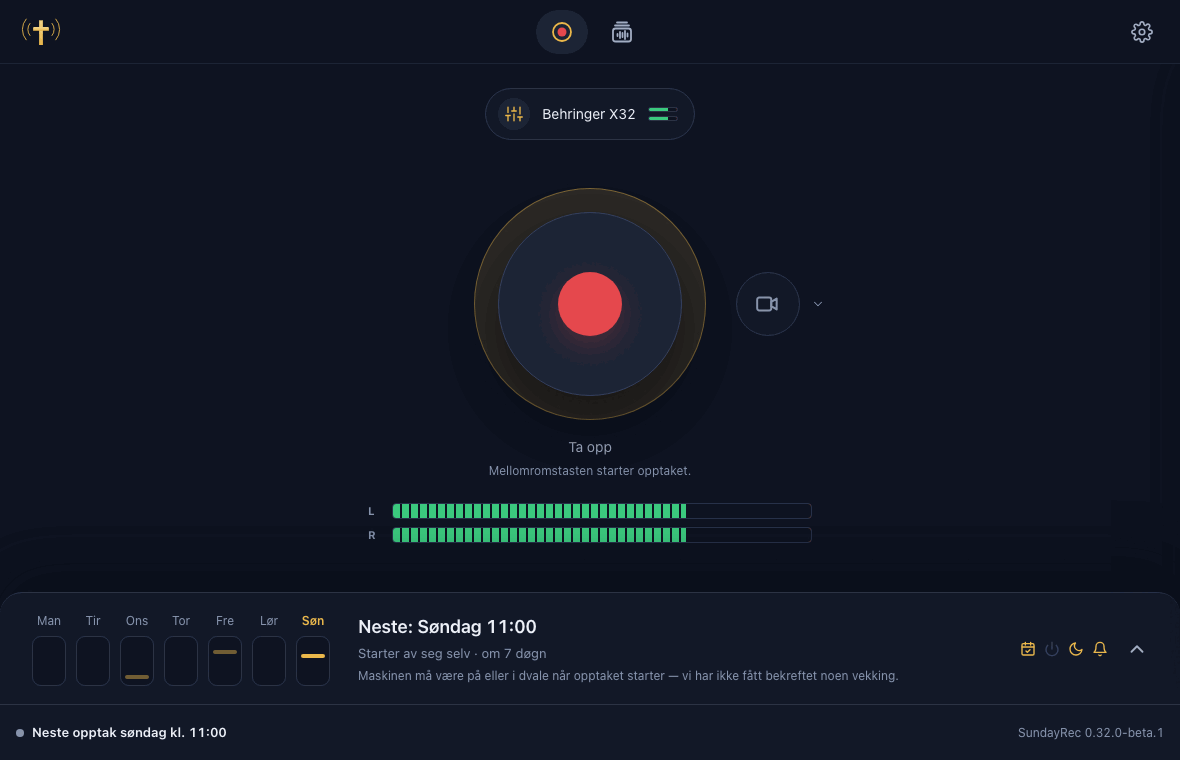 Behringer X32
Ta opp
Mellomromstasten starter opptaket.
L
R
Man Tir Ons Tor Fre Lør Søn
Neste: Søndag 11:00
Starter av seg selv · om 7 døgn
Maskinen må være på eller i dvale når opptaket starter — vi har ikke fått bekreftet noen vekking.
Neste opptak søndag kl. 11:00
SundayRec 0.32.0-beta.1